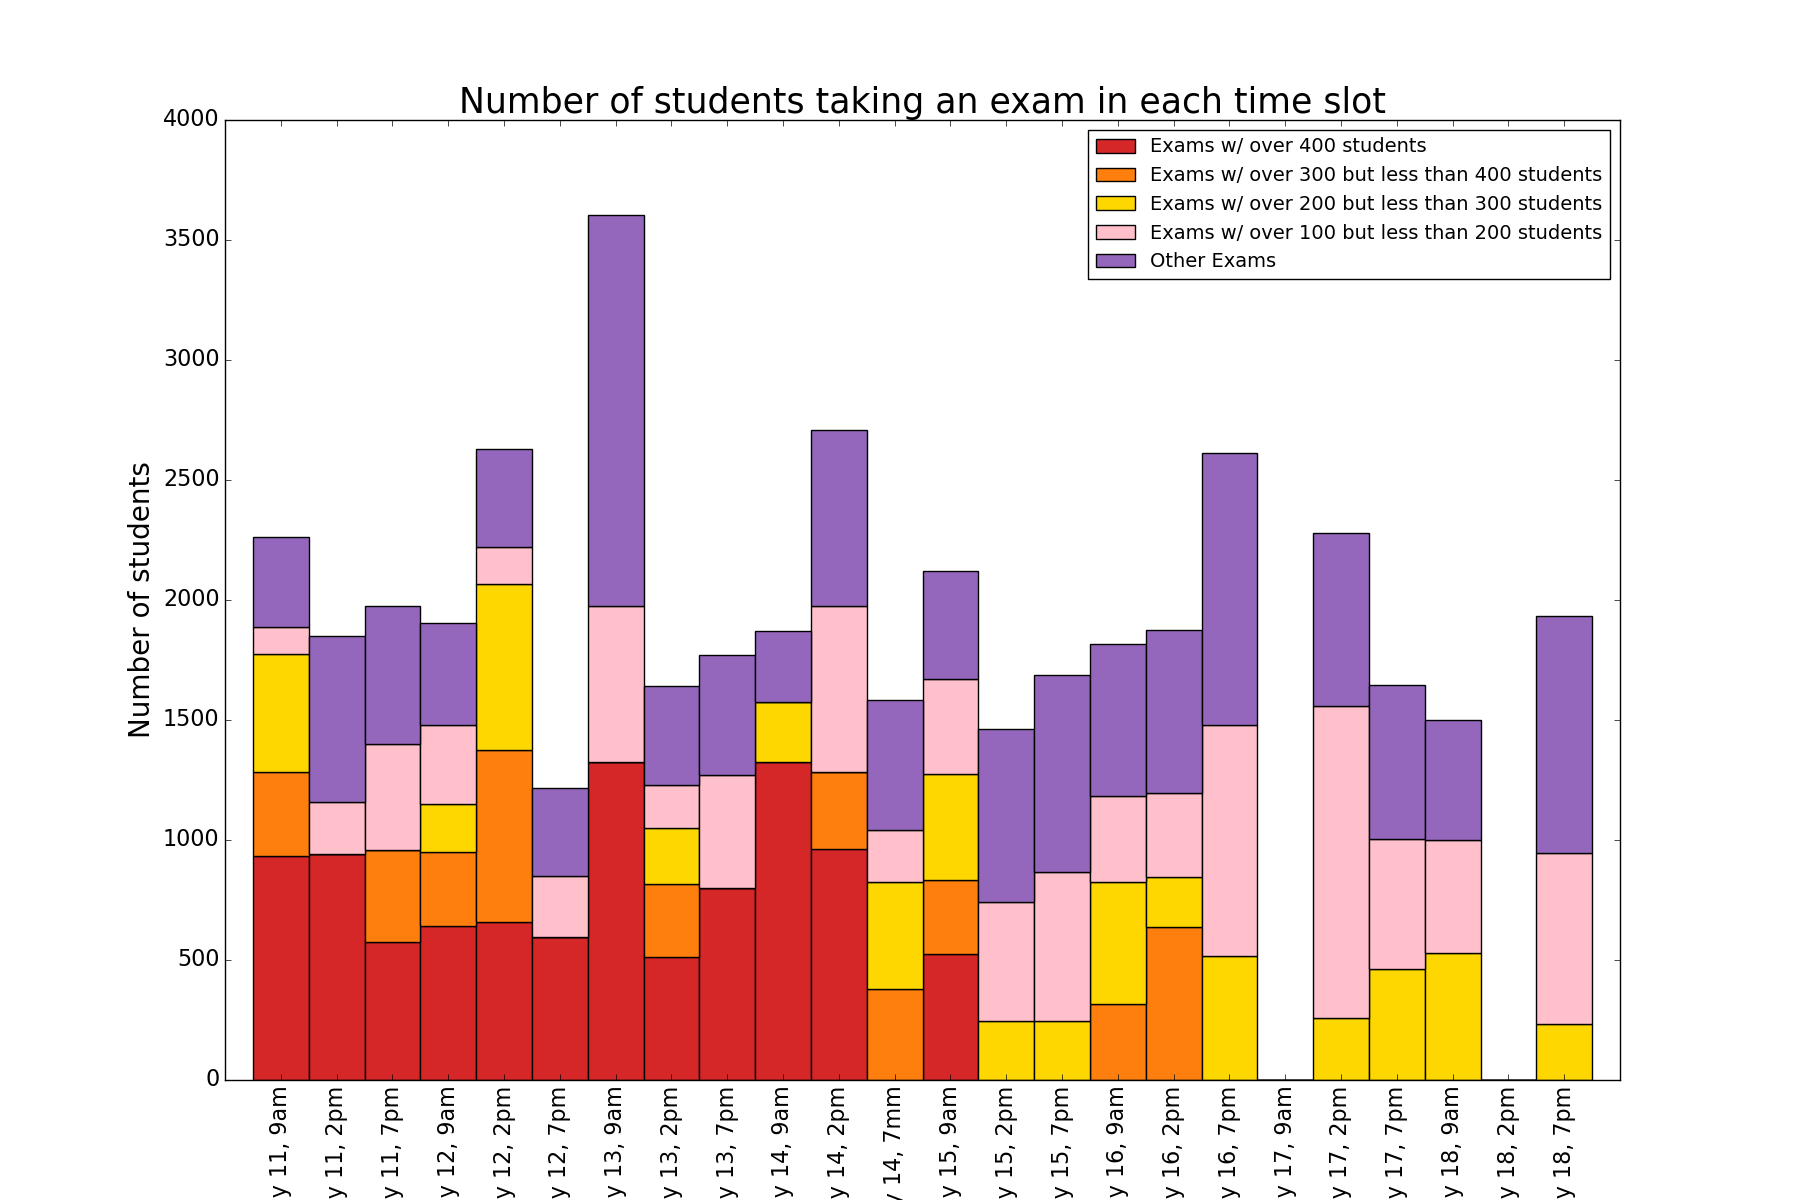 Number of students taking an exam in each time slot
Number of students
4000
3500
3000
2500
2000
1500
1000
500
0
Exams w/ over 400 students
Exams w/ over 300 but less than 400 students
Exams w/ over 200 but less than 300 students
Exams w/ over 100 but less than 200 students
Other Exams
y 11, 9am
y 11, 2pm
y 11, 7pm
y 12, 9am
y 12, 2pm
y 12, 7pm
y 13, 9am
y 13, 2pm
y 13, 7pm
y 14, 9am
y 14, 2pm
y 14, 7mm
y 15, 9am
y 15, 2pm
y 15, 7pm
y 16, 9am
y 16, 2pm
y 16, 7pm
y 17, 9am
y 17, 2pm
y 17, 7pm
y 18, 9am
y 18, 2pm
y 18, 7pm